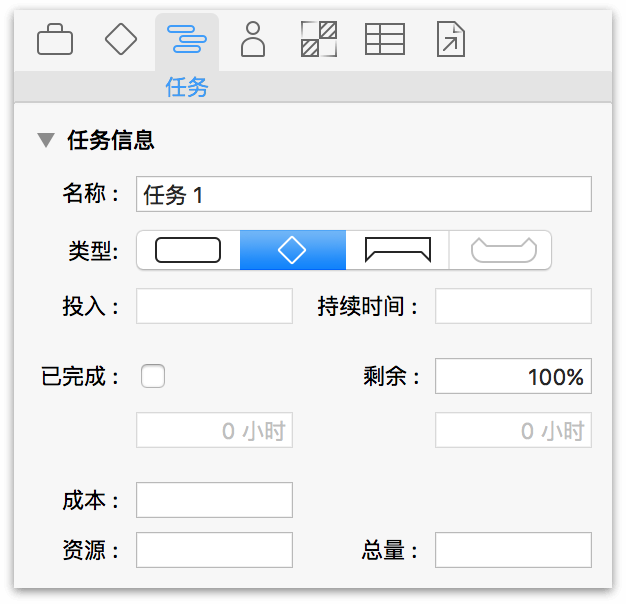 任务
任务信息
名称： 任务 1
类型:
投入： 持续时间：
已完成： 剩余： 100%
0 小时 0 小时
成本：
资源： 总量：